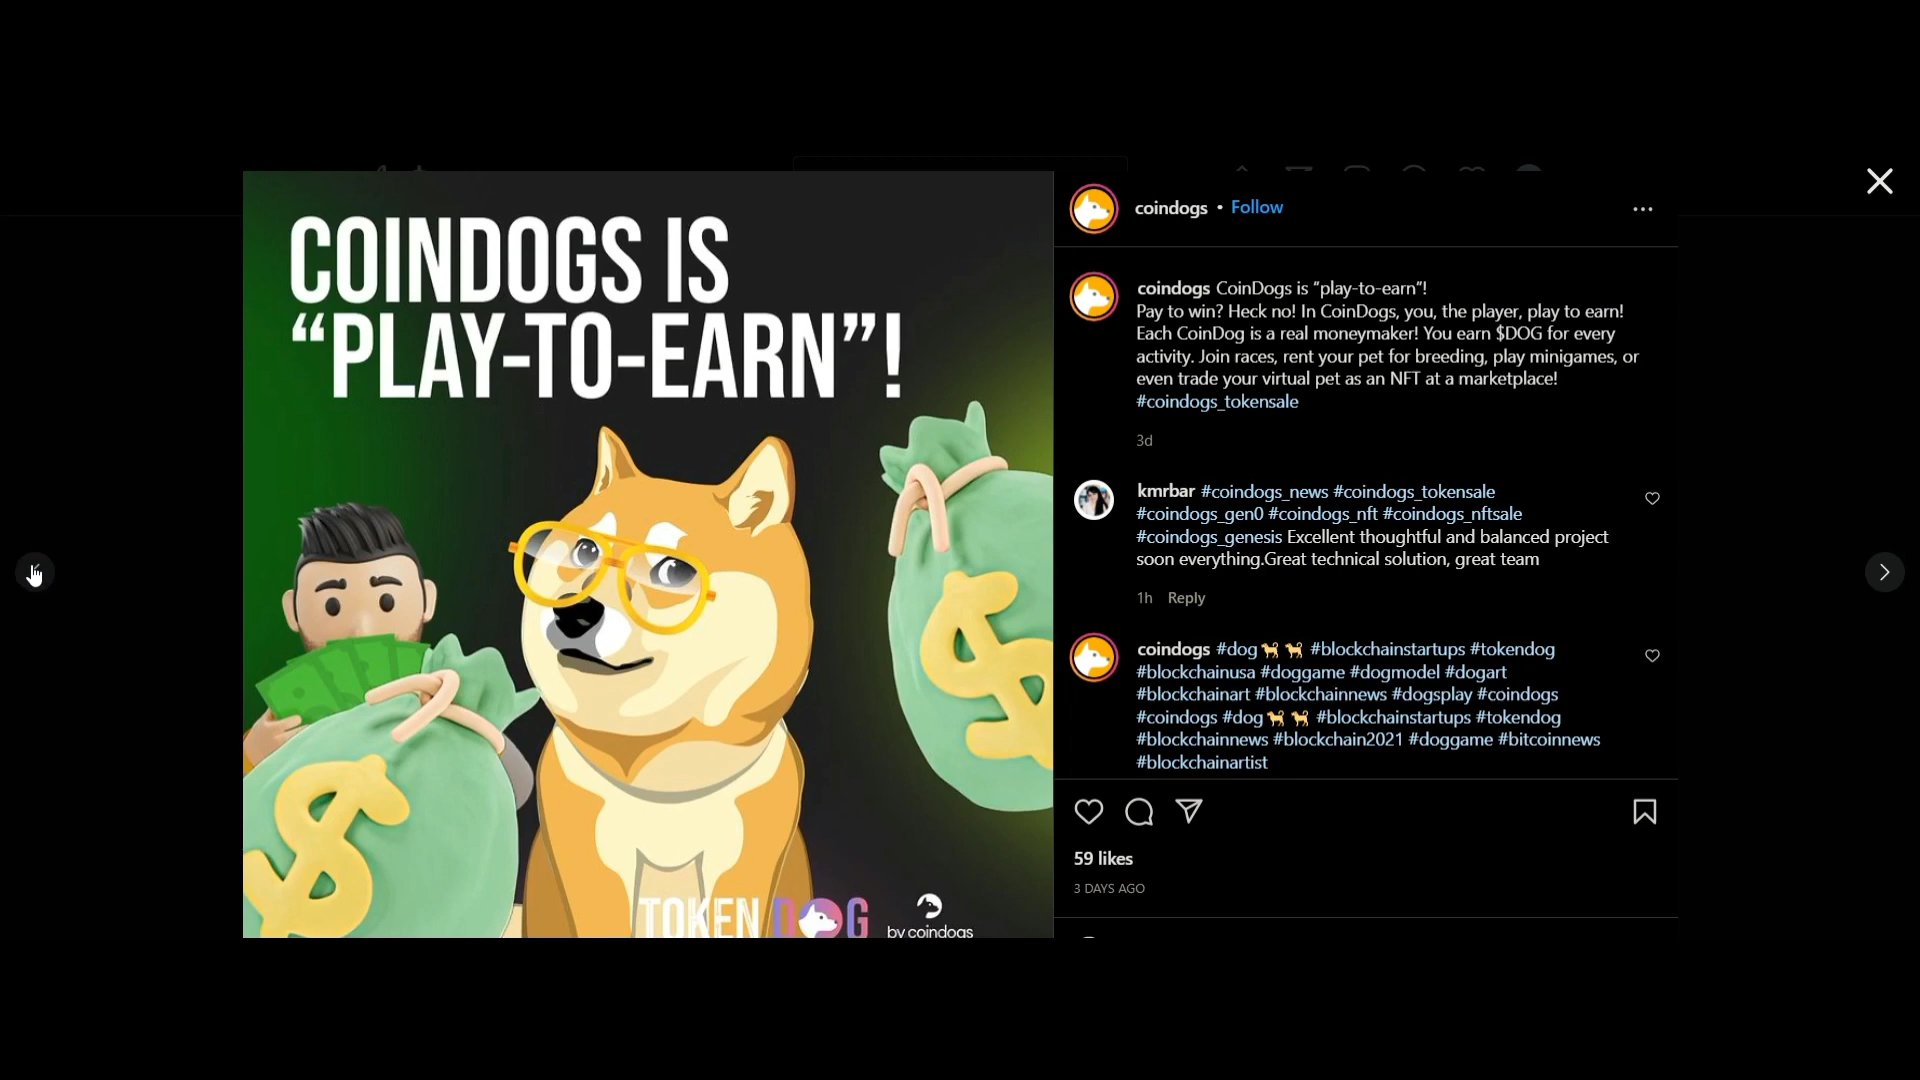 COINDOGS IS
“PLAY-TO-EARN”!
TOKEN DOG
by coindogs
coindogs • Follow
coindogs CoinDogs is “play-to-earn”!
Pay to win? Heck no! In CoinDogs, you, the player, play to earn!
Each CoinDog is a real moneymaker! You earn $DOG for every
activity. Join races, rent your pet for breeding, play minigames, or
even trade your virtual pet as an NFT at a marketplace!
#coindogs_tokensale
3d
kmrbar #coindogs_news #coindogs_tokensale
#coindogs_gen0 #coindogs_nft #coindogs_nftsale
#coindogs_genesis Excellent thoughtful and balanced project
soon everything.Great technical solution, great team
1h Reply
coindogs #dog🐕🐕 #blockchainstartups #tokendog
#blockchainusa #doggame #dogmodel #dogart
#blockchainart #blockchainnews #dogsplay #coindogs
#coindogs #dog🐕🐕 #blockchainstartups #tokendog
#blockchainnews #blockchain2021 #doggame #bitcoinnews
#blockchainartist
59 likes
3 DAYS AGO